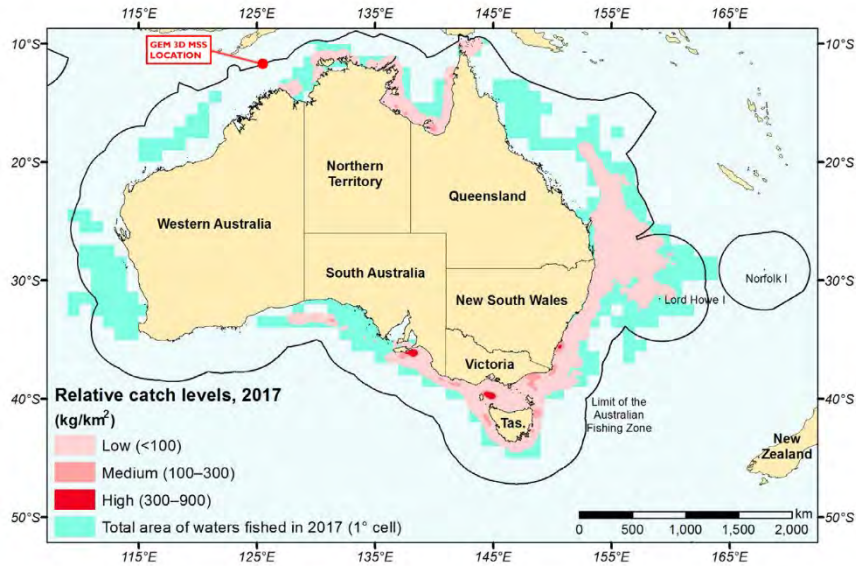 115°E 125°E 135°E 145°E 155°E 165°E
10°S
GEM 3D MSS
LOCATION
10°S
20°S
20°S
Northern
Territory
Queensland
Western Australia
30°S
South Australia
New South Wales
Norfolk I
Lord Howe I
30°S
Victoria
Relative catch levels, 2017
(kg/km²)
Low (<100)
Medium (100–300)
High (300–900)
Total area of waters fished in 2017 (1° cell)
40°S
Tas.
Limit of the
Australian
Fishing Zone
New
Zealand
40°S
50°S
km
0 500 1,000 1,500 2,000
50°S
115°E 125°E 135°E 145°E 155°E 165°E